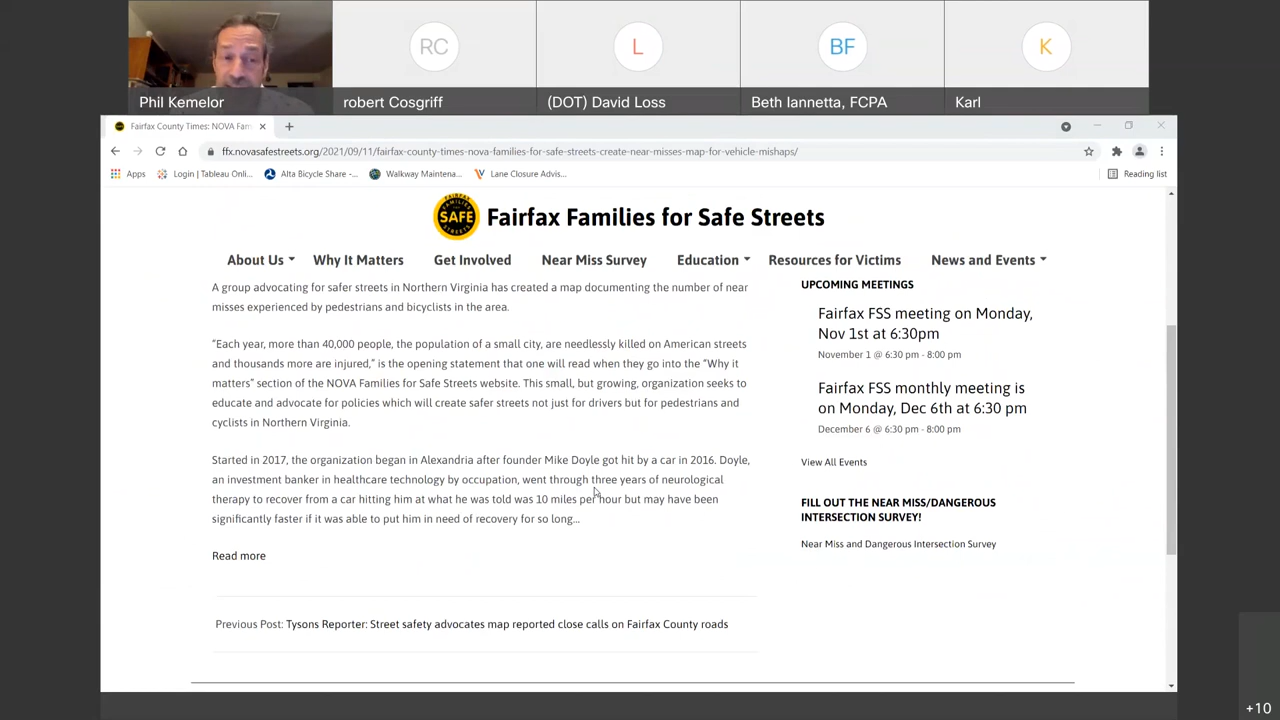 RC
L
BF
K
Phil Kemelor
robert Cosgriff
(DOT) David Loss
Beth Iannetta, FCPA
Karl
Fairfax County Times: NOVA Fam
ffx.novasafestreets.org/2021/09/11/fairfax-county-times-nova-families-for-safe-streets-create-near-misses-map-for-vehicle-mishaps/
Apps
Login | Tableau Onli...
Alta Bicycle Share -...
Walkway Maintena...
Lane Closure Advis...
Reading list
FAMILIES FOR SAFE STREETS
Fairfax Families for Safe Streets
About Us
Why It Matters
Get Involved
Near Miss Survey
Education
Resources for Victims
News and Events
A group advocating for safer streets in Northern Virginia has created a map documenting the number of near
misses experienced by pedestrians and bicyclists in the area.
“Each year, more than 40,000 people, the population of a small city, are needlessly killed on American streets
and thousands more are injured,” is the opening statement that one will read when they go into the “Why it
matters” section of the NOVA Families for Safe Streets website. This small, but growing, organization seeks to
educate and advocate for policies which will create safer streets not just for drivers but for pedestrians and
cyclists in Northern Virginia.
Started in 2017, the organization began in Alexandria after founder Mike Doyle got hit by a car in 2016. Doyle,
an investment banker in healthcare technology by occupation, went through three years of neurological
therapy to recover from a car hitting him at what he was told was 10 miles per hour but may have been
significantly faster if it was able to put him in need of recovery for so long...
Read more
Previous Post: Tysons Reporter: Street safety advocates map reported close calls on Fairfax County roads
UPCOMING MEETINGS
Fairfax FSS meeting on Monday,
Nov 1st at 6:30pm
November 1 @ 6:30 pm - 8:00 pm
Fairfax FSS monthly meeting is
on Monday, Dec 6th at 6:30 pm
December 6 @ 6:30 pm - 8:00 pm
View All Events
FILL OUT THE NEAR MISS/DANGEROUS
INTERSECTION SURVEY!
Near Miss and Dangerous Intersection Survey
+10